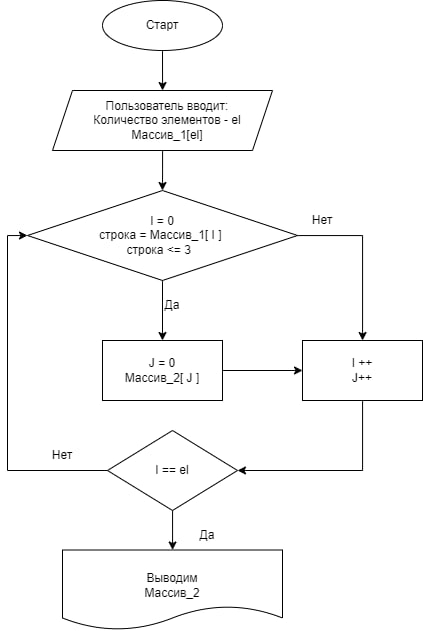 Старт
Пользователь вводит:
Количество элементов - el
Массив_1[el]
I = 0
строка = Массив_1[ I ]
строка <= 3
Нет
Да
J = 0
Массив_2[ J ]
I ++
J++
Нет
I == el
Да
Выводим
Массив_2